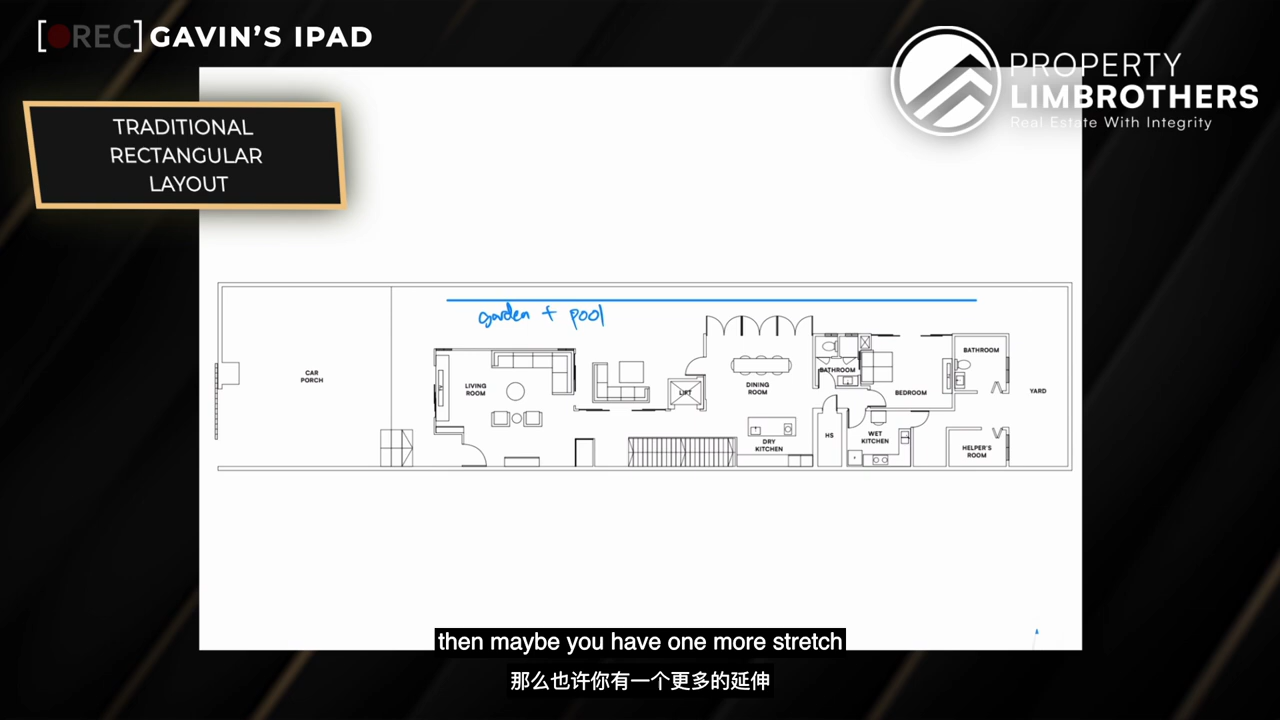 [REC] GAVIN'S IPAD
PROPERTY
LIMBROTHERS
Real Estate With Integrity
TRADITIONAL
RECTANGULAR
LAYOUT
garden + pool
CAR
PORCH
LIVING
ROOM
TV
LIFT
DINING
ROOM
DRY
KITCHEN
BATHROOM
HS
WET
KITCHEN
BEDROOM
BATHROOM
HELPER'S
ROOM
YARD
then maybe you have one more stretch
那么也许你有一个更多的延伸